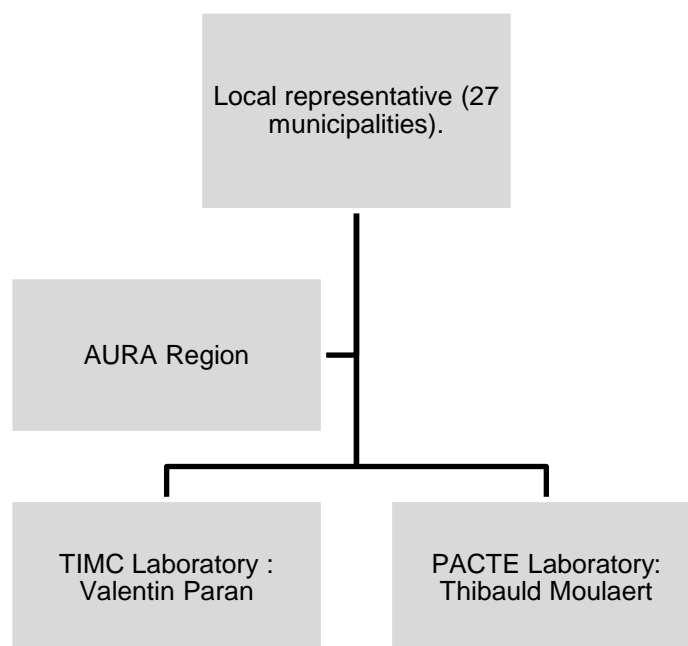 Local representative (27
municipalities).
AURA Region
TIMC Laboratory :
Valentin Paran
PACTE Laboratory:
Thibauld Moulaert